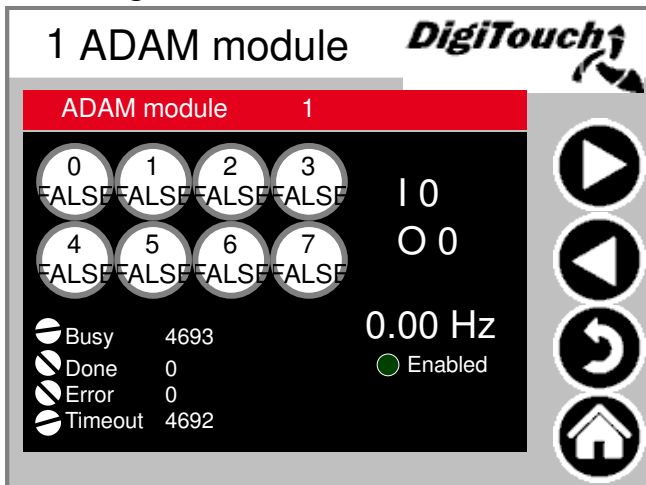 1 ADAM module
DigiTouch
ADAM module 1
0 1 2 3
FALSE FALSE FALSE FALSE
I 0
4 5 6 7
FALSE FALSE FALSE FALSE
O 0
Busy 4693
0.00 Hz
Done 0
Enabled
Error 0
Timeout 4692